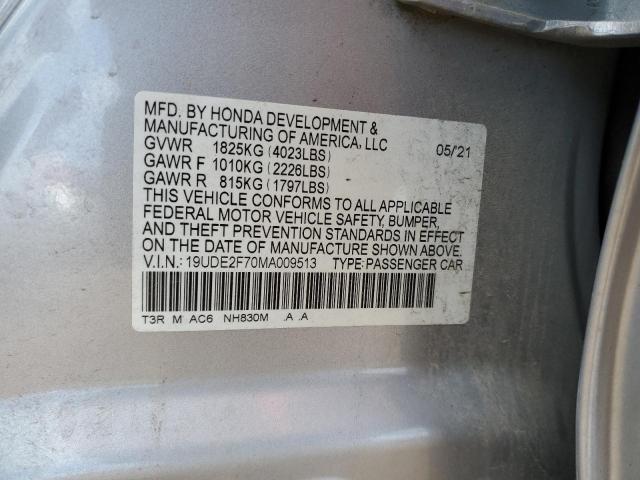 MFD. BY HONDA DEVELOPMENT &
MANUFACTURING OF AMERICA, LLC
GVWR 1825KG (4023LBS) 05/'21
GAWR F 1010KG (2226LBS)
GAWR R 815KG (1797LBS)
THIS VEHICLE CONFORMS TO ALL APPLICABLE
FEDERAL MOTOR VEHICLE SAFETY, BUMPER,
AND THEFT PREVENTION STANDARDS IN EFFECT
ON THE DATE OF MANUFACTURE SHOWN ABOVE.
V.I.N.: 19UDE2F70MA009513 TYPE: PASSENGER CAR
T3R M AC6 NH830M .A .A